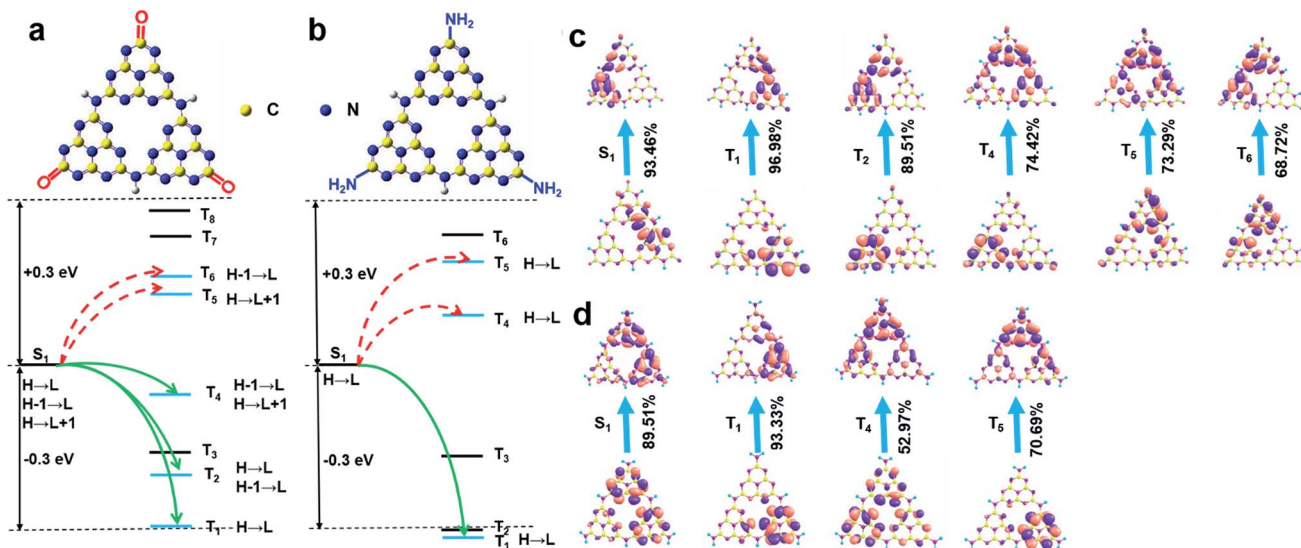 a
O
O
O
C
N
b
NH2
H2N
NH2
T8
T7
+0.3 eV
T6 H-1→L
T5 H→L+1
S1
H→L
H-1→L
H→L+1
T4 H-1→L
H→L+1
-0.3 eV
T3
T2 H→L
H-1→L
T1 H→L
T6
+0.3 eV
T5 H→L
T4 H→L
S1
H→L
-0.3 eV
T3
T2
T1 H→L
c
S1
93.46%
T1
96.98%
T2
89.51%
T4
74.42%
T5
73.29%
T6
68.72%
d
S1
89.51%
T1
93.33%
T4
52.97%
T5
70.69%